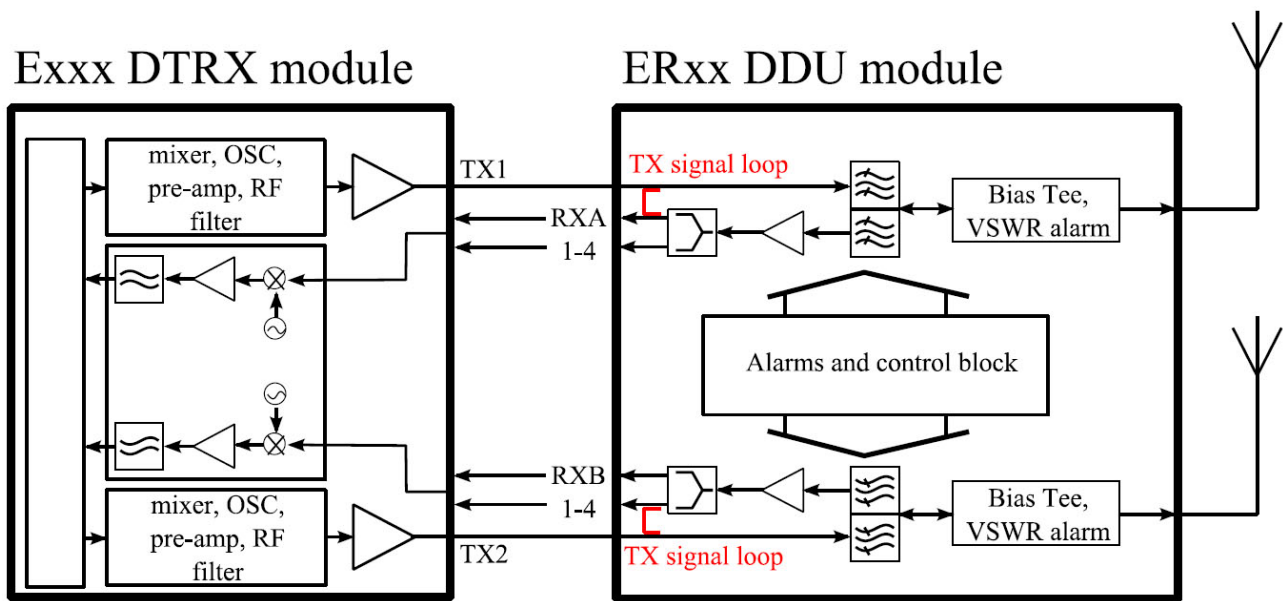 Exxx DTRX module
ERxx DDU module
mixer, OSC,
pre-amp, RF
filter
TX1
RXA
1-4
TX signal loop
Bias Tee,
VSWR alarm
Alarms and control block
RXB
1-4
TX2
TX signal loop
Bias Tee,
VSWR alarm
mixer, OSC,
pre-amp, RF
filter